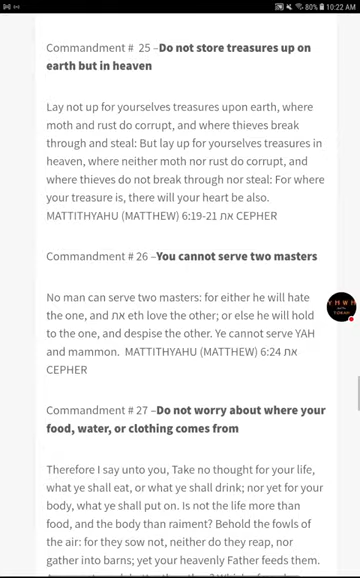 80% 10:22 AM
Commandment # 25 –Do not store treasures up on
earth but in heaven
Lay not up for yourselves treasures upon earth, where
moth and rust do corrupt, and where thieves break
through and steal: But lay up for yourselves treasures in
heaven, where neither moth nor rust do corrupt, and
where thieves do not break through nor steal: For where
your treasure is, there will your heart be also.
MATTITHYAHU (MATTHEW) 6:19-21 את CEPHER
Commandment # 26 –You cannot serve two masters
No man can serve two masters: for either he will hate
the one, and את eth love the other; or else he will hold
to the one, and despise the other. Ye cannot serve YAH
and mammon. MATTITHYAHU (MATTHEW) 6:24 את
CEPHER
YHWH
TORAH
Commandment # 27 –Do not worry about where your
food, water, or clothing comes from
Therefore I say unto you, Take no thought for your life,
what ye shall eat, or what ye shall drink; nor yet for your
body, what ye shall put on. Is not the life more than
food, and the body than raiment? Behold the fowls of
the air: for they sow not, neither do they reap, nor
gather into barns; yet your heavenly Father feeds them.